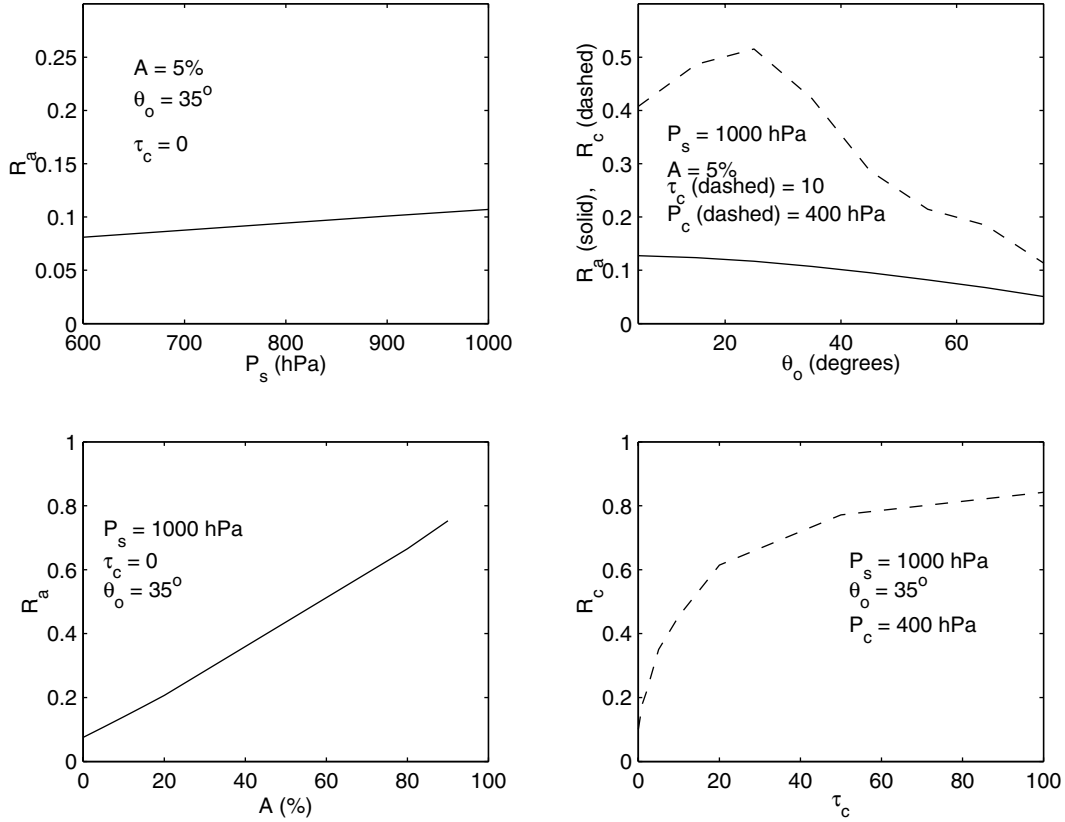 0.25
0.2
0.15
0.1
0.05
0
R_a
A = 5%
θ_o = 35^o
τ_c = 0
600 700 800 900 1000
P_s (hPa)
0.5
0.4
0.3
0.2
0.1
0
R_a (solid), R_c (dashed)
P_s = 1000 hPa
A = 5%
τ_c (dashed) = 10
P_c (dashed) = 400 hPa
20 40 60
θ_o (degrees)
1
0.8
0.6
0.4
0.2
0
R_a
P_s = 1000 hPa
τ_c = 0
θ_o = 35^o
0 20 40 60 80 100
A (%)
1
0.8
0.6
0.4
0.2
0
R_c
P_s = 1000 hPa
θ_o = 35^o
P_c = 400 hPa
0 20 40 60 80 100
τ_c